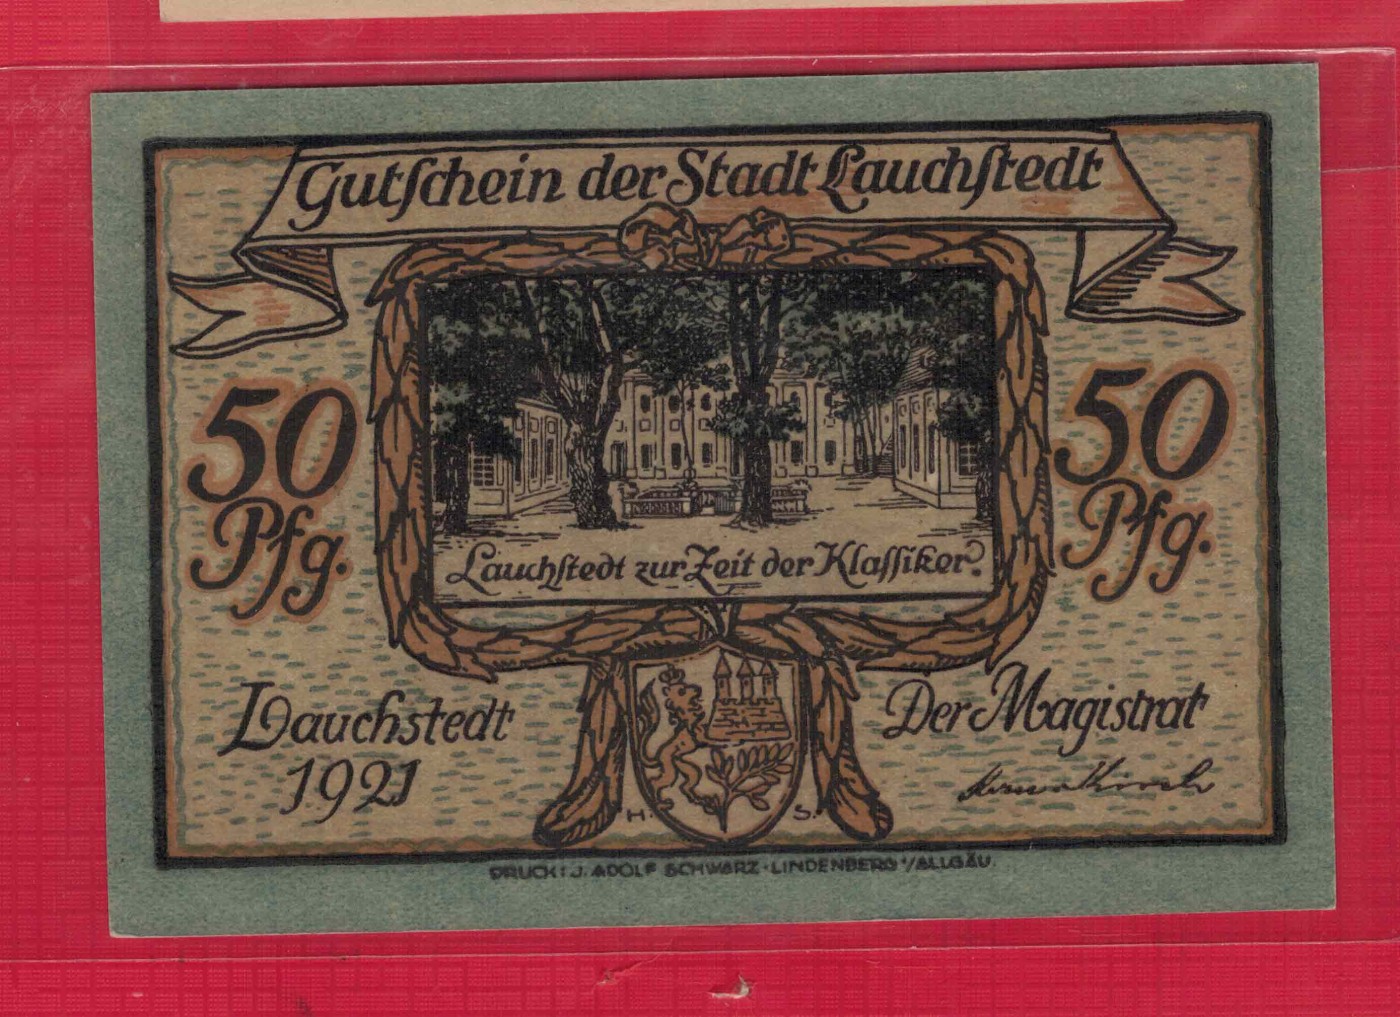 Gutſchein der Stadt Lauchſtedt
50 Pfg.
50 Pfg.
Lauchſtedt zur Zeit der Klaſſiker.
Lauchstedt
1921
Der Magistrat
H. S.
DRUCK: J. ADOLF SCHWARZ · LINDENBERG i/ALLGÄU.